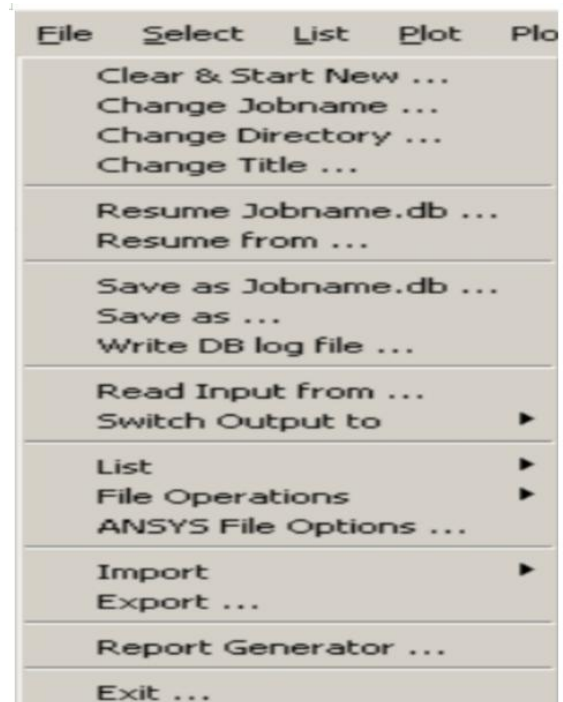 File Select List Plot Plo
Clear & Start New ...
Change Jobname ...
Change Directory ...
Change Title ...
Resume Jobname.db ...
Resume from ...
Save as Jobname.db ...
Save as ...
Write DB log file ...
Read Input from ...
Switch Output to
List
File Operations
ANSYS File Options ...
Import
Export ...
Report Generator ...
Exit ...